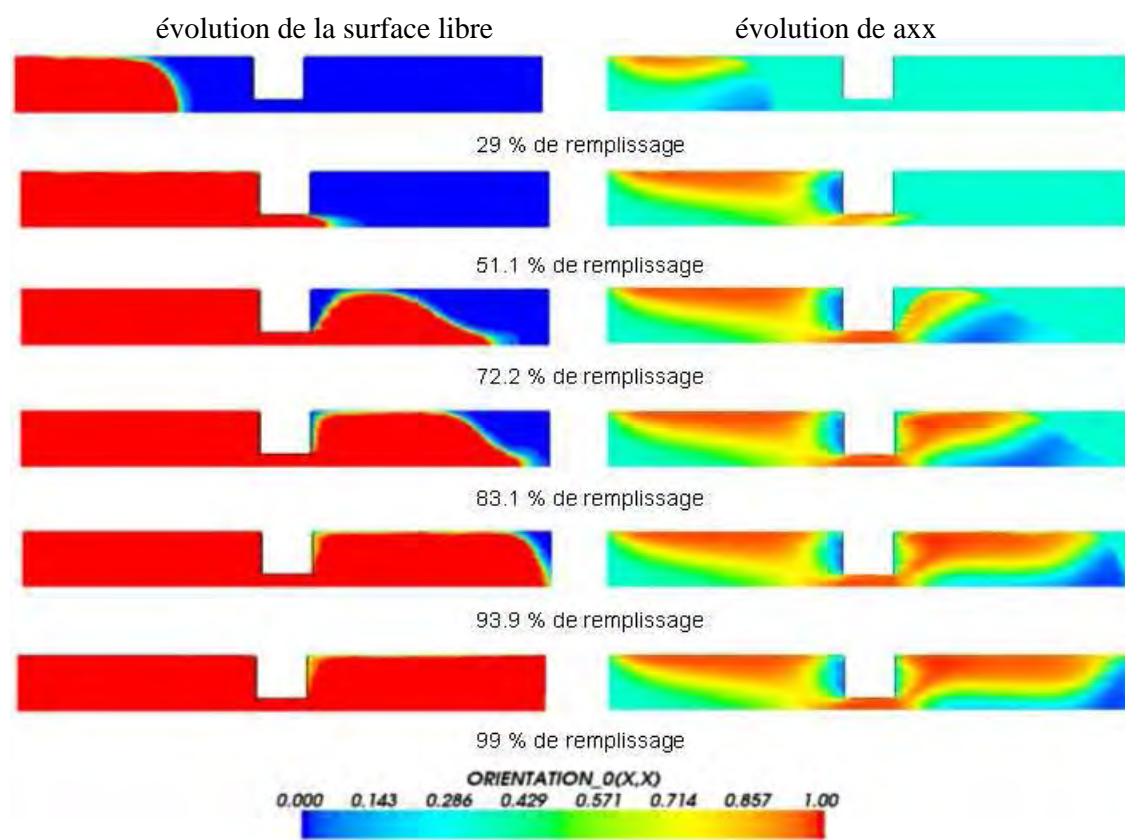 évolution de la surface libre
évolution de axx
29 % de remplissage
51.1 % de remplissage
72.2 % de remplissage
83.1 % de remplissage
93.9 % de remplissage
99 % de remplissage
ORIENTATION_0(X,X)
0.000 0.143 0.286 0.429 0.571 0.714 0.857 1.00